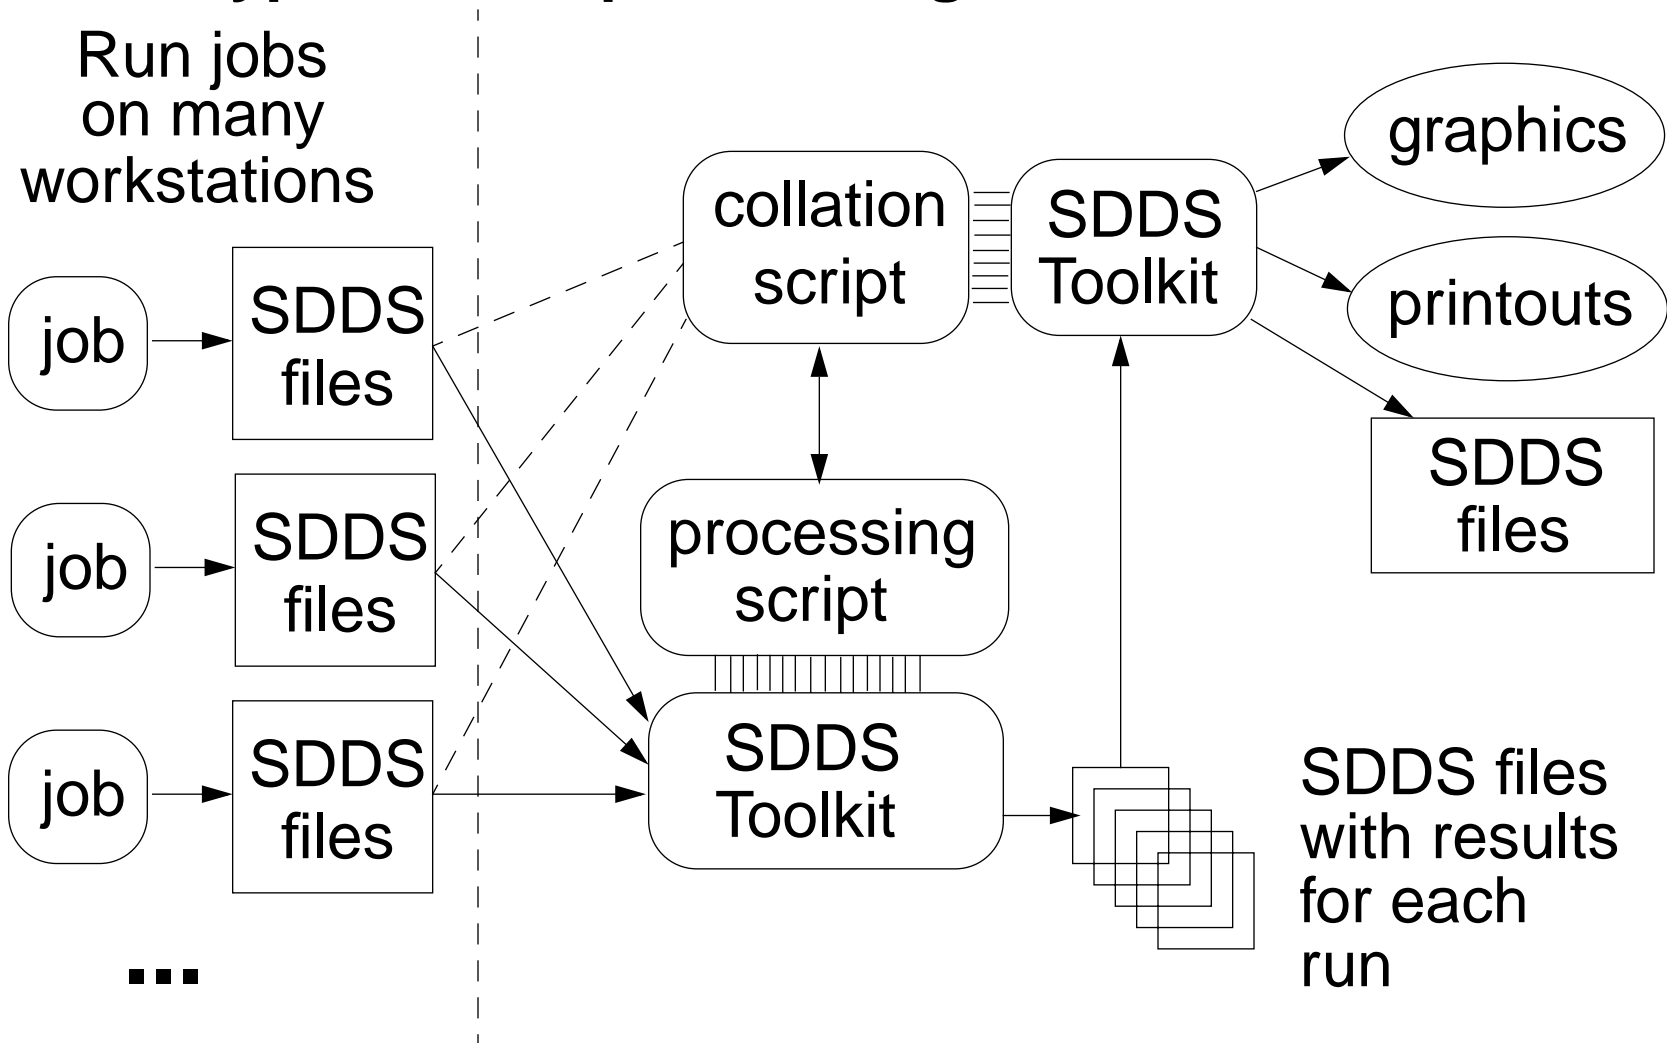 Run jobs
on many
workstations
job
SDDS
files
job
SDDS
files
job
SDDS
files
...
collation
script
SDDS
Toolkit
graphics
printouts
SDDS
files
processing
script
SDDS
Toolkit
SDDS files
with results
for each
run